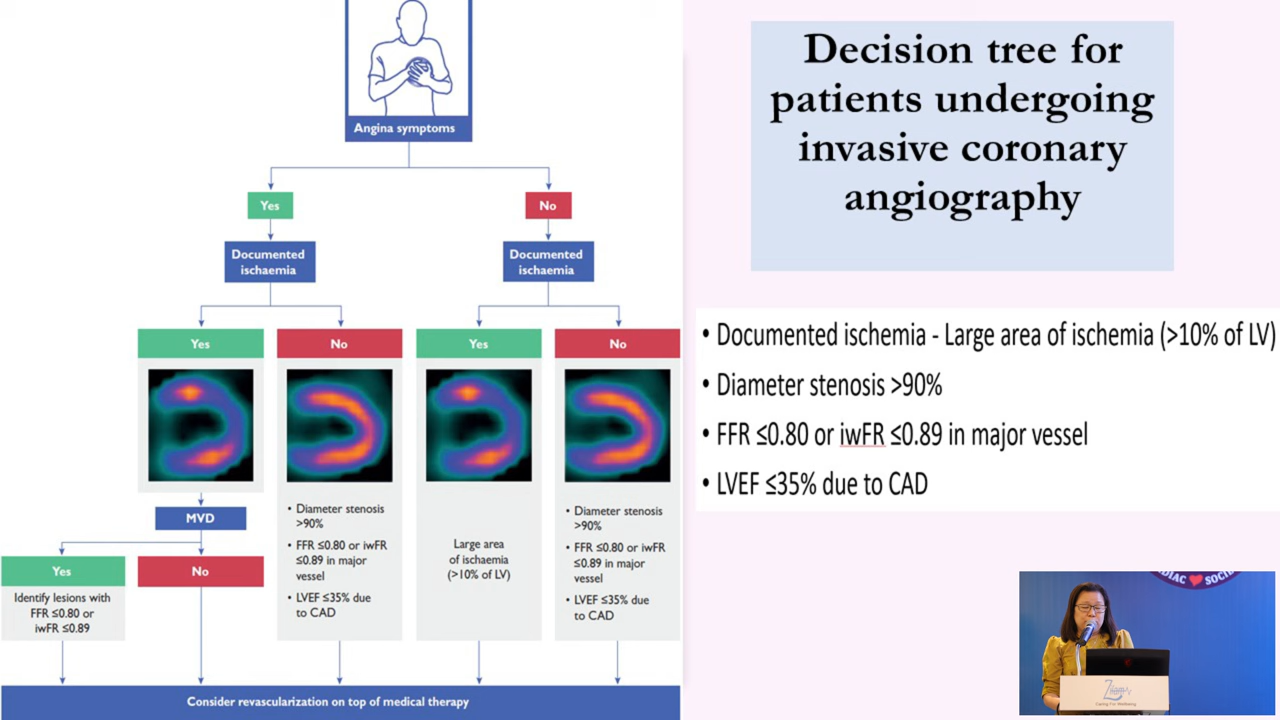 Angina symptoms
Yes
No
Documented
ischaemia
Documented
ischaemia
Yes
No
Yes
No
MVD
Yes
No
Identify lesions with
FFR ≤0.80 or
iwFR ≤0.89
• Diameter stenosis
>90%
• FFR ≤0.80 or iwFR
≤0.89 in major
vessel
• LVEF ≤35% due
to CAD
Large area
of ischaemia
(>10% of LV)
• Diameter stenosis
>90%
• FFR ≤0.80 or iwFR
≤0.89 in major
vessel
• LVEF ≤35% due
to CAD
Consider revascularization on top of medical therapy
Decision tree for
patients undergoing
invasive coronary
angiography
• Documented ischemia - Large area of ischemia (>10% of LV)
• Diameter stenosis >90%
• FFR ≤0.80 or iwFR ≤0.89 in major vessel
• LVEF ≤35% due to CAD
Caring For Wellbeing